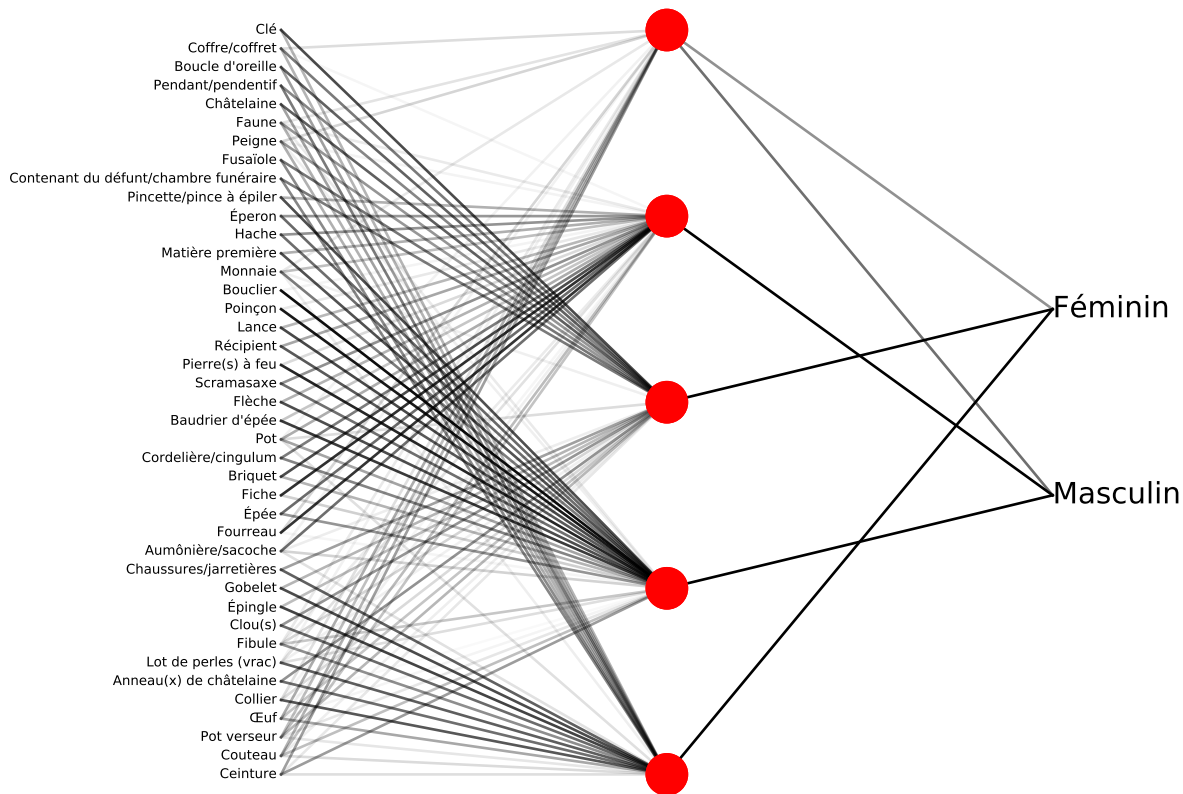 Clé
Coffre/coffret
Boucle d'oreille
Pendant/pendentif
Châtelaine
Faune
Peigne
Fusaïole
Contenant du défunt/chambre funéraire
Pincette/pince à épiler
Éperon
Hache
Matière première
Monnaie
Bouclier
Poinçon
Lance
Récipient
Pierre(s) à feu
Scramasaxe
Flèche
Baudrier d'épée
Pot
Cordelière/cingulum
Briquet
Fiche
Épée
Fourreau
Aumônière/sacoche
Chaussures/jarretières
Gobelet
Épingle
Clou(s)
Fibule
Lot de perles (vrac)
Anneau(x) de châtelaine
Collier
Œuf
Pot verseur
Couteau
Ceinture
Féminin
Masculin